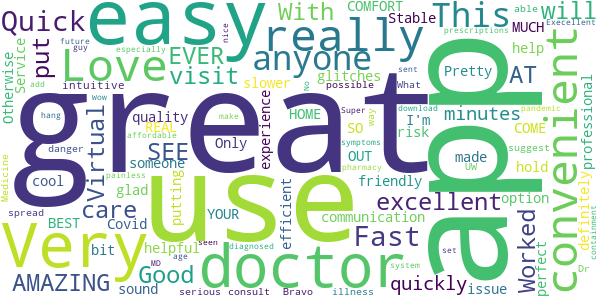 great
app
use
easy
doctor
Very
really
convenient
Love
anyone
This
excellent
Fast
Quick
With
will
EVER
visit
put
SEE
AT
Virtual
care
AMAZING
Good
quickly
Worked
minutes
COMFORT
Stable
MUCH
able
Execellent
help
future
guy
especially
nice
prescriptions
Otherwise
Service
add
intuitive
wow
slower
glitches
possible
sent
No
What
Pretty
download
pandemic
way
Super
quality
experience
HOME
SO
I'm
COME
professional
hang
affordable
make
REAL
Only
risk
symptoms
made
UW
suggest
danger
someone
OUT
pharmacy
hold
cool
Medicine
painless
putting
glad
YOUR
friendly
option
definitely
spread
BEST
Covid
efficient
communication
perfect
containment
bit
helpful
seen
diagnosed
age
MD
system
set
issue
Dr
sound
serious
consult
Bravo
illness